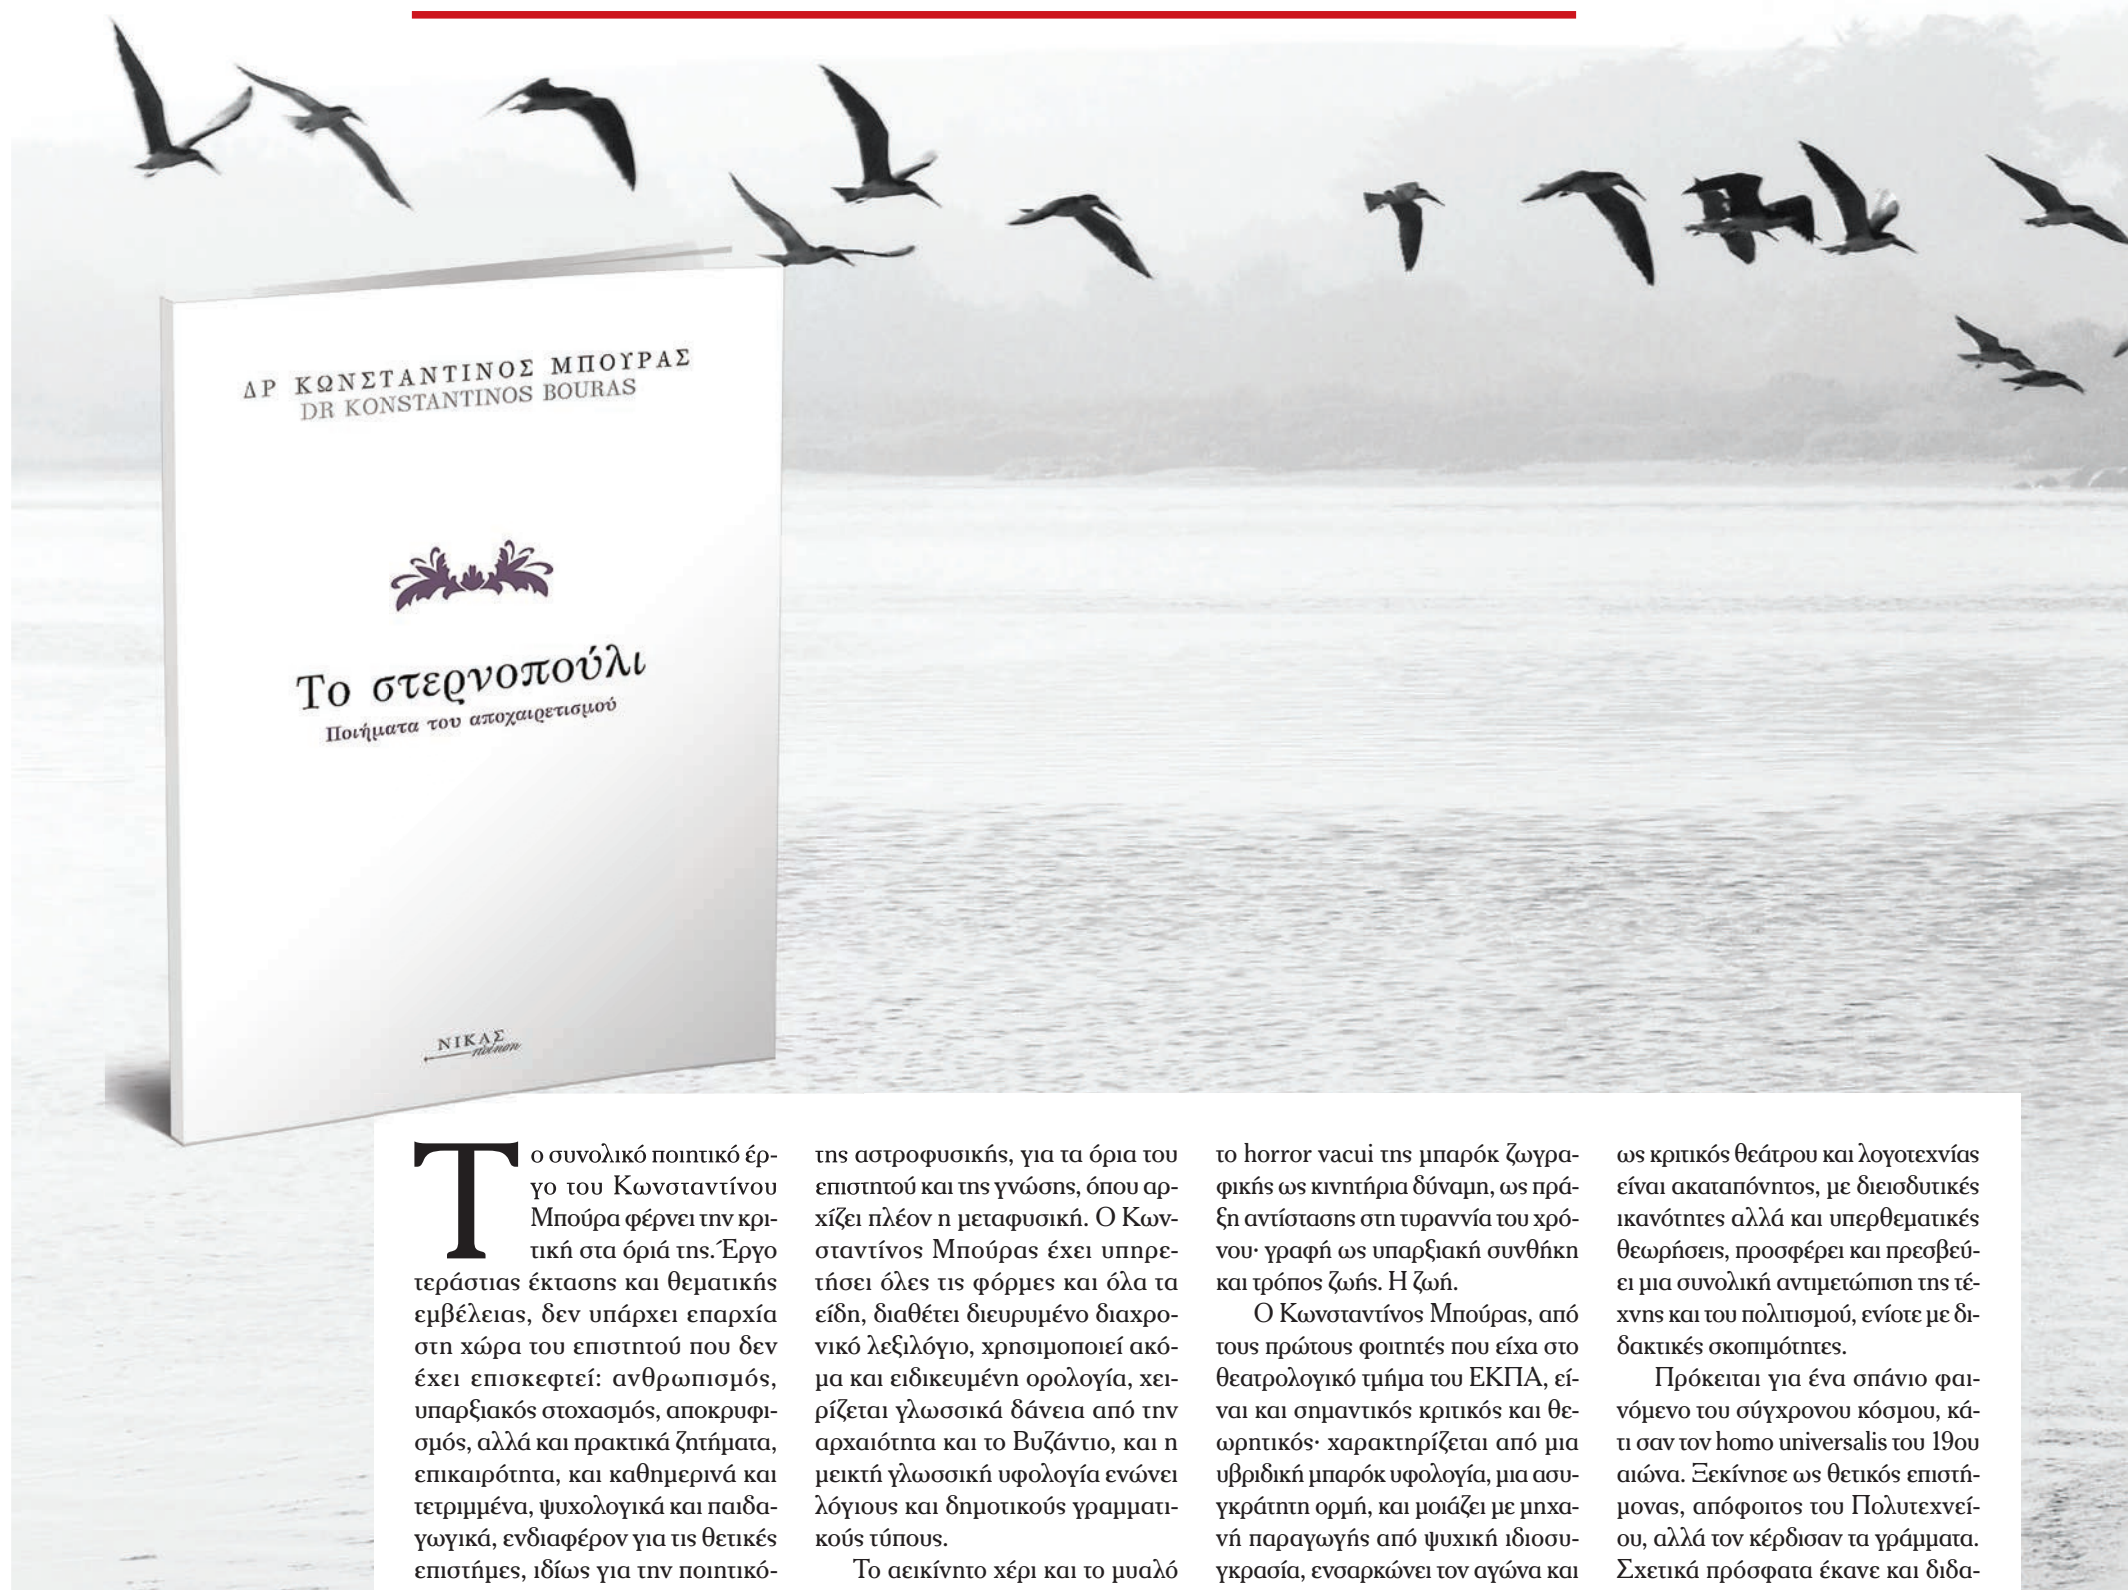 ΔΡ ΚΩΝΣΤΑΝΤΙΝΟΣ ΜΠΟΥΡΑΣ
DR KONSTANTINOS BOURAS
Το στερνοπούλι
Ποιήματα του αποχαιρετισμού
ΝΙΚΑΣ
ποίηση
Το συνολικό ποιητικό έρ-
γο του Κωνσταντίνου
Μπούρα φέρνει την κρι-
τική στα όριά της. Έργο
τεράστιας έκτασης και θεματικής
εμβέλειας, δεν υπάρχει επαρχία
στη χώρα του επιστητού που δεν
έχει επισκεφτεί: ανθρωπισμός,
υπαρξιακός στοχασμός, αποκρυφι-
σμός, αλλά και πρακτικά ζητήματα,
επικαιρότητα, και καθημερινά και
τετριμμένα, ψυχολογικά και παιδα-
γωγικά, ενδιαφέρον για τις θετικές
επιστήμες, ιδίως για την ποιητικό-
της αστροφυσικής, για τα όρια του
επιστητού και της γνώσης, όπου αρ-
χίζει πλέον η μεταφυσική. Ο Κων-
σταντίνος Μπούρας έχει υπηρε-
τήσει όλες τις φόρμες και όλα τα
είδη, διαθέτει διευρυμένο διαχρο-
νικό λεξιλόγιο, χρησιμοποιεί ακό-
μα και ειδικευμένη ορολογία, χει-
ρίζεται γλωσσικά δάνεια από την
αρχαιότητα και το Βυζάντιο, και η
μεικτή γλωσσική υφολογία ενώνει
λόγιους και δημοτικούς γραμματι-
κούς τύπους.
Το αεικίνητο χέρι και το μυαλό
το horror vacui της μπαρόκ ζωγρα-
φικής ως κινητήρια δύναμη, ως πρά-
ξη αντίστασης στη τυραννία του χρό-
νου· γραφή ως υπαρξιακή συνθήκη
και τρόπος ζωής. Η ζωή.
Ο Κωνσταντίνος Μπούρας, από
τους πρώτους φοιτητές που είχα στο
θεατρολογικό τμήμα του ΕΚΠΑ, εί-
ναι και σημαντικός κριτικός και θε-
ωρητικός· χαρακτηρίζεται από μια
υβριδική μπαρόκ υφολογία, μια ασυ-
γκράτητη ορμή, και μοιάζει με μηχα-
νή παραγωγής από ψυχική ιδιοσυ-
γκρασία, ενσαρκώνει τον αγώνα και
ως κριτικός θεάτρου και λογοτεχνίας
είναι ακαταπόνητος, με διεισδυτικές
ικανότητες αλλά και υπερθεματικές
θεωρήσεις, προσφέρει και πρεσβεύ-
ει μια συνολική αντιμετώπιση της τέ-
χνης και του πολιτισμού, ενίοτε με δι-
δακτικές σκοπιμότητες.
Πρόκειται για ένα σπάνιο φαι-
νόμενο του σύγχρονου κόσμου, κά-
τι σαν τον homo universalis του 19ου
αιώνα. Ξεκίνησε ως θετικός επιστή-
μονας, απόφοιτος του Πολυτεχνεί-
ου, αλλά τον κέρδισαν τα γράμματα.
Σχετικά πρόσφατα έκανε και διδα-